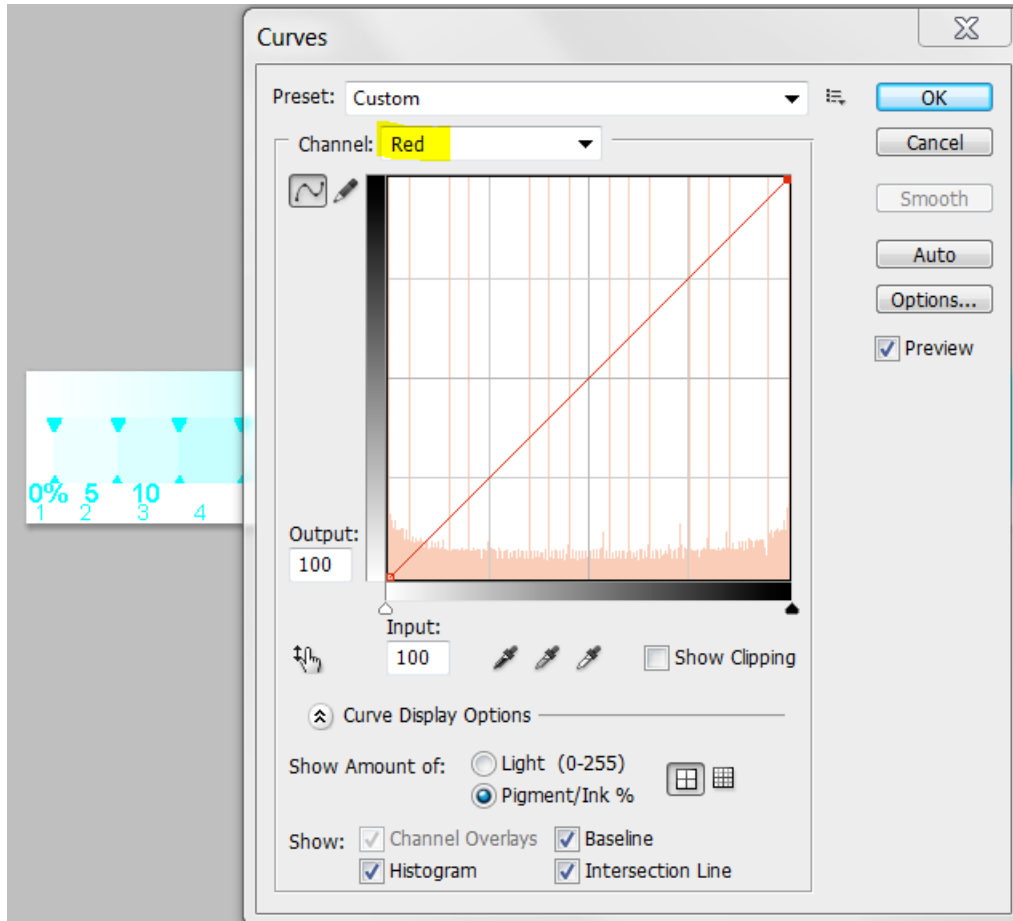 Curves
Preset: Custom
OK
Channel: Red
Cancel
Smooth
Auto
Options...
Preview
0% 5 10
1 2 3 4
Output:
100
Input:
100
Show Clipping
Curve Display Options
Show Amount of: Light (0-255)
Pigment/Ink %
Show: Channel Overlays Baseline
Histogram Intersection Line